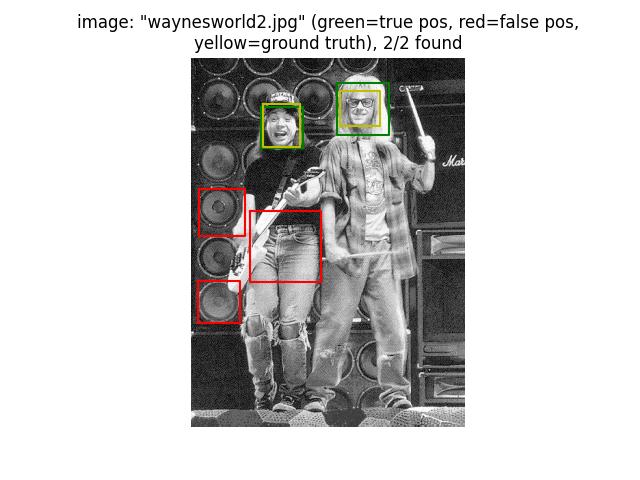 image: "waynesworld2.jpg" (green=true pos, red=false pos,
yellow=ground truth), 2/2 found